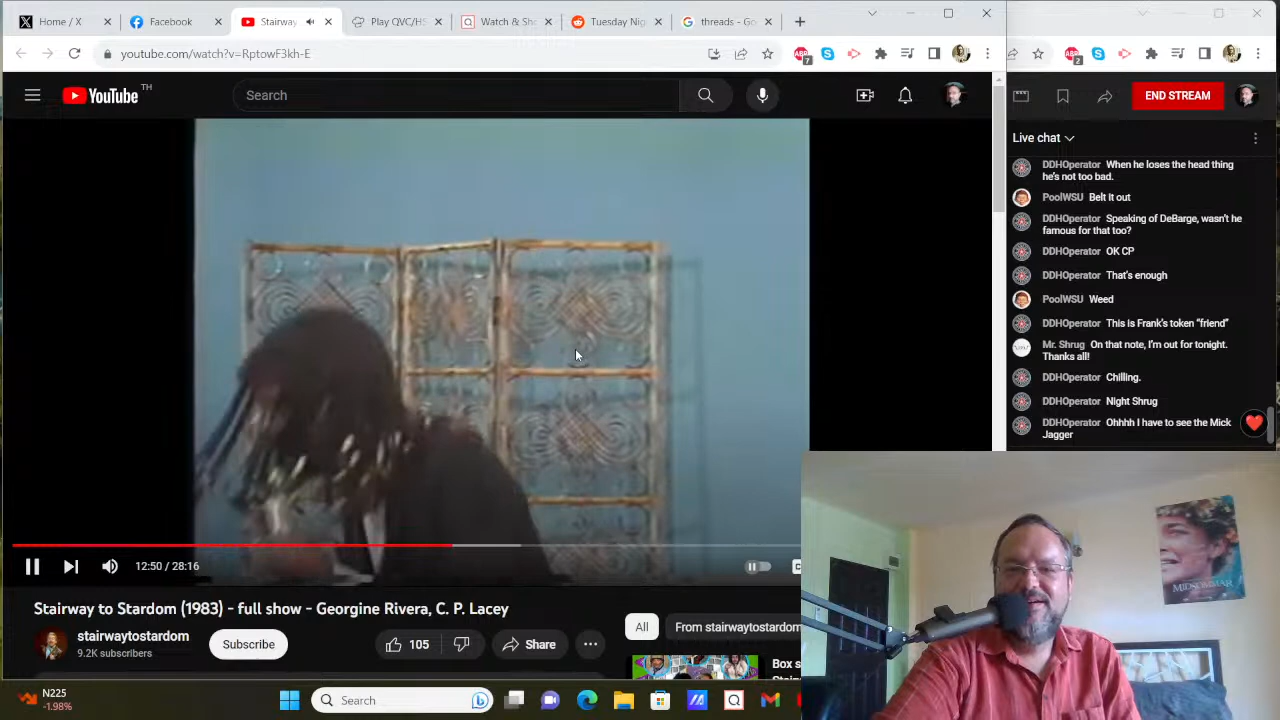 Home / X
Facebook
Stairway
Play QVC/HS
Watch & She
Tuesday Nig
threads - Go
youtube.com/watch?v=RptowF3kh-E
7
2
YouTube TH
Search
END STREAM
Live chat
DDHOperator When he loses the head thing
he's not too bad.
PoolWSU Belt it out
DDHOperator Speaking of DeBarge, wasn't he
famous for that too?
DDHOperator OK CP
DDHOperator That's enough
PoolWSU Weed
DDHOperator This is Frank's token "friend"
Mr. Shrug On that note, I'm out for tonight.
Thanks all!
DDHOperator Chilling.
DDHOperator Night Shrug
DDHOperator Ohhhh I have to see the Mick
Jagger
12:50 / 28:16
Stairway to Stardom (1983) - full show - Georgine Rivera, C. P. Lacey
stairwaytostardom
9.2K subscribers
Subscribe
105
Share
All
From stairwaytostardom
Box s
MIDSOMMAR
N225
-1.98%
Search